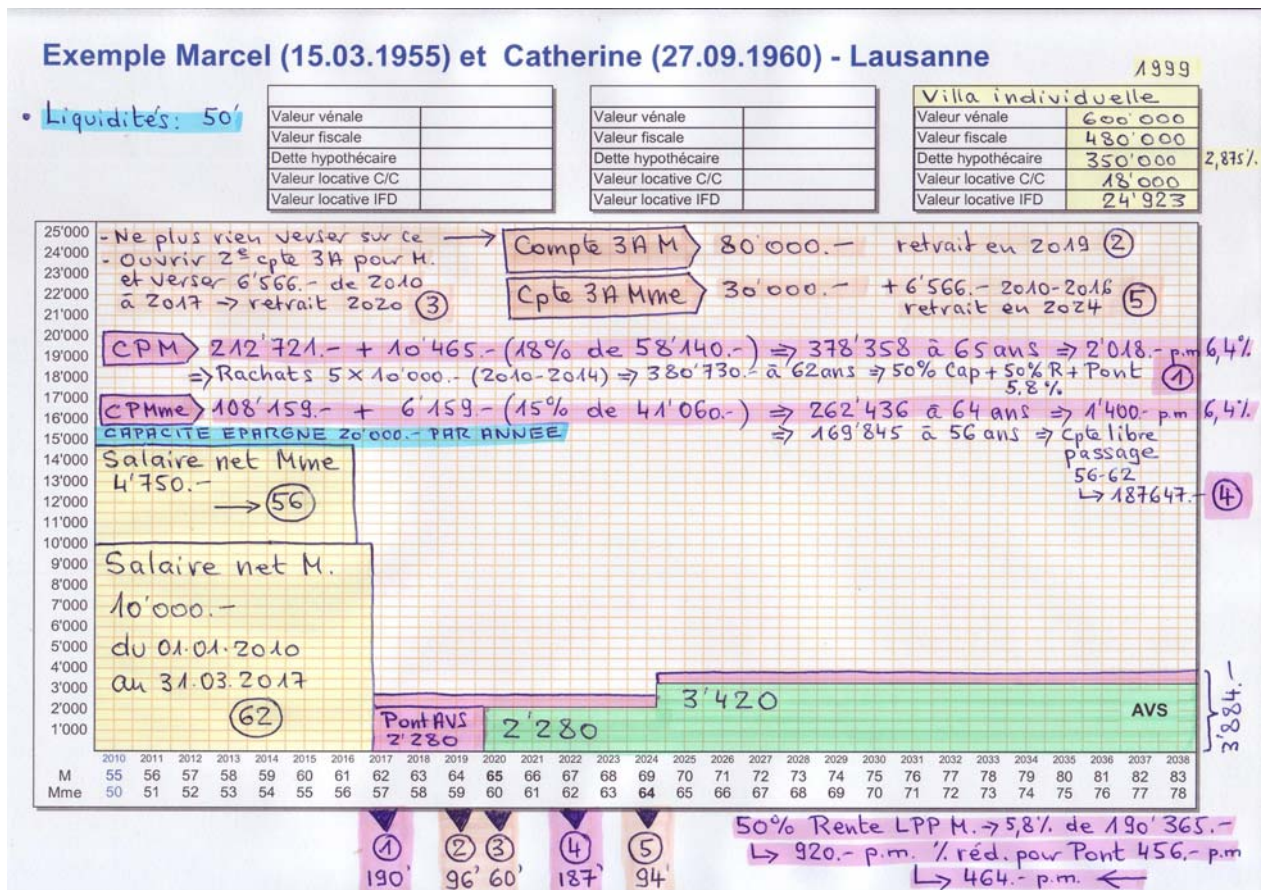 Exemple Marcel (15.03.1955) et Catherine (27.09.1960) - Lausanne
1999
• Liquidités: 50'
Valeur vénale
Valeur fiscale
Dette hypothécaire
Valeur locative C/C
Valeur locative IFD
Valeur vénale
Valeur fiscale
Dette hypothécaire
Valeur locative C/C
Valeur locative IFD
Villa individuelle
Valeur vénale 600'000
Valeur fiscale 480'000
Dette hypothécaire 350'000 2,875%
Valeur locative C/C 18'000
Valeur locative IFD 24'923
25'000
24'000
23'000
22'000
21'000
20'000
19'000
18'000
17'000
16'000
15'000
14'000
13'000
12'000
11'000
10'000
9'000
8'000
7'000
6'000
5'000
4'000
3'000
2'000
1'000
- Ne plus rien verser sur ce →
- Ouvrir 2e cpte 3A pour M.
et verser 6'566.- de 2010
à 2017 → retrait 2020 ③
Compte 3A M 80'000.- retrait en 2019 ②
Cpte 3A Mme 30'000.- + 6'566.- 2010-2016
retrait en 2024 ⑤
CPM 212'721.- + 10'465.- (18% de 58'140.-) ⇒ 378'358 à 65 ans ⇒ 2'018.- p.m 6,4%
⇒ Rachats 5 × 10'000.- (2010-2014) ⇒ 380'730.- à 62 ans ⇒ 50% Cap + 50% R + Pont ①
5.8%
CPMme 108'159.- + 6'159.- (15% de 41'060.-) ⇒ 262'436 à 64 ans ⇒ 1'400.- p.m 6,4%
⇒ 169'845 à 56 ans ⇒ Cpte libre
passage
56-62
↳ 187647.- ④
CAPACITE EPARGNE 20'000.- PAR ANNEE
Salaire net Mme
4'750.-
→ 56
Salaire net M.
10'000.-
du 01.01.2010
au 31.03.2017
62
Pont AVS
2'280
2'280
3'420
AVS
3'884.-
2010 2011 2012 2013 2014 2015 2016 2017 2018 2019 2020 2021 2022 2023 2024 2025 2026 2027 2028 2029 2030 2031 2032 2033 2034 2035 2036 2037 2038
M 55 56 57 58 59 60 61 62 63 64 65 66 67 68 69 70 71 72 73 74 75 76 77 78 79 80 81 82 83
Mme 50 51 52 53 54 55 56 57 58 59 60 61 62 63 64 65 66 67 68 69 70 71 72 73 74 75 76 77 78
① ② ③ ④ ⑤
190' 96' 60' 187' 94'
50% Rente LPP M. → 5,8% de 190'365.-
↳ 920.- p.m. % réd. pour Pont 456.- p.m
↳ 464.- p.m. ←